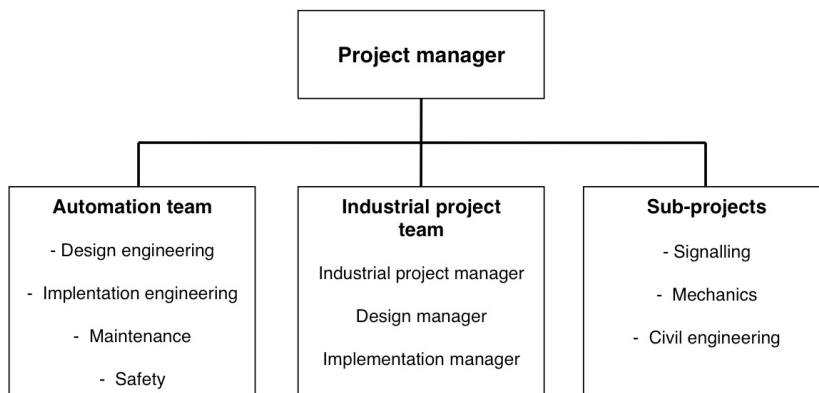 Project manager
Automation team
- Design engineering
- Implentation engineering
- Maintenance
- Safety
Industrial project
team
Industrial project manager
Design manager
Implementation manager
Sub-projects
- Signalling
- Mechanics
- Civil engineering